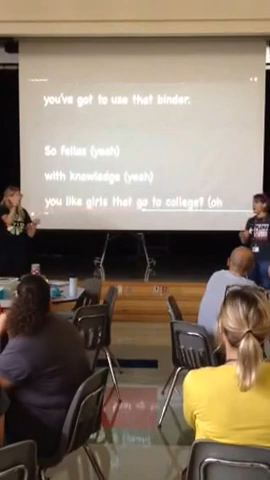 you've got to use that binder.
So fellas (yeah)
with knowledge (yeah)
you like girls that go to college? (oh